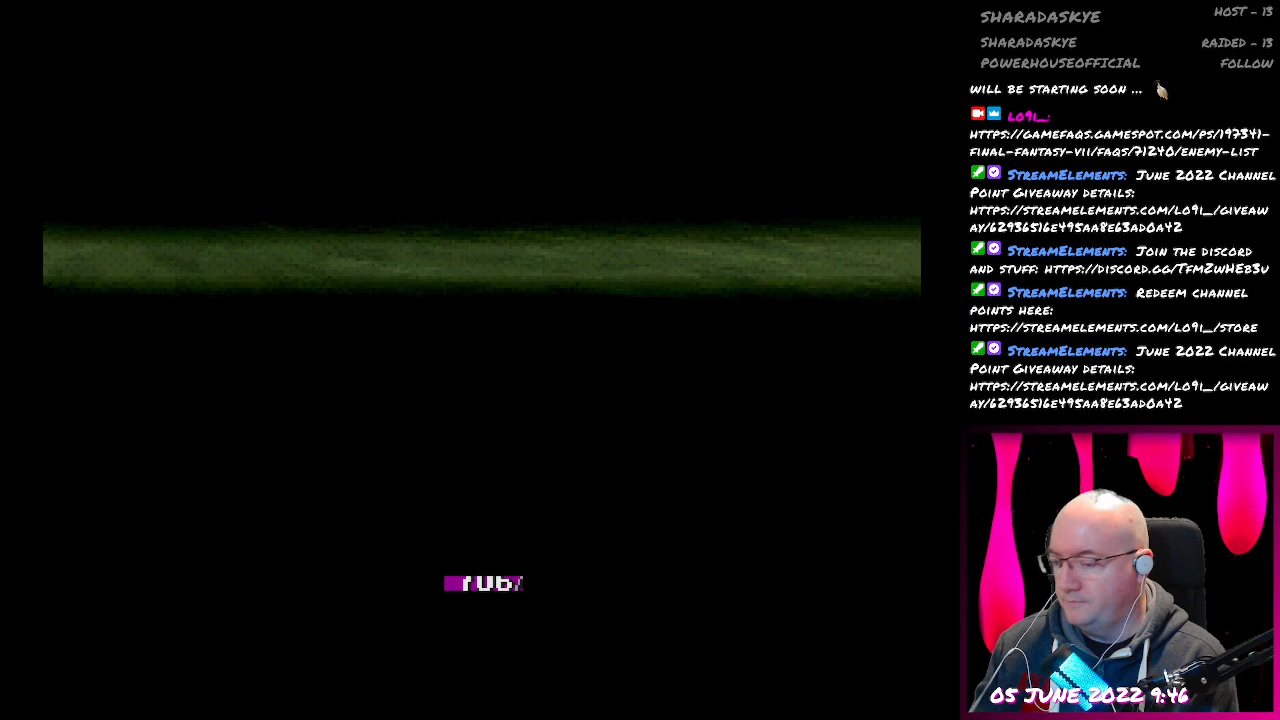 SHARADASKYE HOST - 13
SHARADASKYE RAIDED - 13
POWERHOUSEOFFICIAL FOLLOW
WILL BE STARTING SOON ...
LO9I_:
HTTPS://GAMEFAQS.GAMESPOT.COM/PS/197341-
FINAL-FANTASY-VII/FAQS/71240/ENEMY-LIST
STREAMELEMENTS: JUNE 2022 CHANNEL
POINT GIVEAWAY DETAILS:
HTTPS://STREAMELEMENTS.COM/LO9I_/GIVEAW
AY/62936516E495AA8E63AD0A42
STREAMELEMENTS: JOIN THE DISCORD
AND STUFF: HTTPS://DISCORD.GG/TFMZWHE83U
STREAMELEMENTS: REDEEM CHANNEL
POINTS HERE:
HTTPS://STREAMELEMENTS.COM/LO9I_/STORE
STREAMELEMENTS: JUNE 2022 CHANNEL
POINT GIVEAWAY DETAILS:
HTTPS://STREAMELEMENTS.COM/LO9I_/GIVEAW
AY/62936516E495AA8E63AD0A42
05 JUNE 2022 9:46